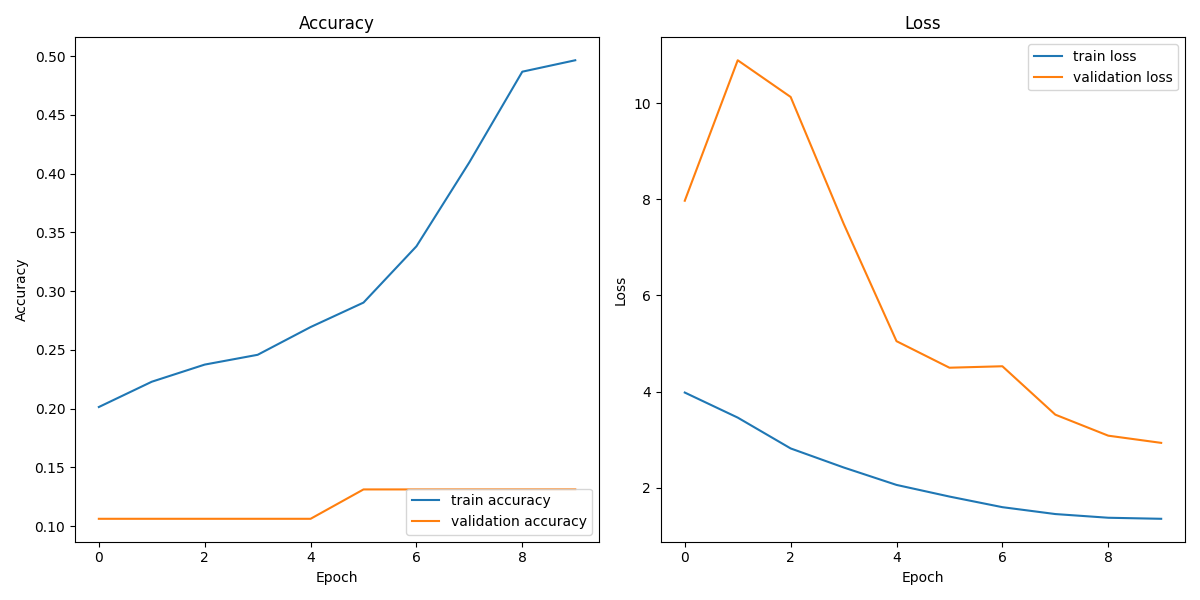 Accuracy
0.50
0.45
0.40
0.35
0.30
0.25
0.20
0.15
0.10
Accuracy
0 2 4 6 8
Epoch
train accuracy
validation accuracy
Loss
10
8
6
4
2
Loss
0 2 4 6 8
Epoch
train loss
validation loss